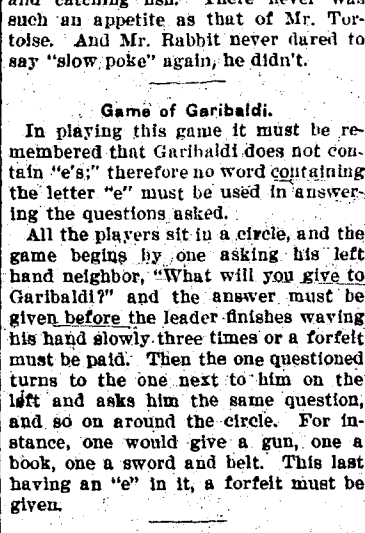 and catching fish. There never was
such an appetite as that of Mr. Tor-
toise. And Mr. Rabbit never dared to
say "slow poke" again, he didn't.
Game of Garibaldi.
In playing this game it must be re-
membered that Garibaldi does not con-
tain "e's;" therefore no word containing
the letter "e" must be used in answer-
ing the questions asked.
All the players sit in a circle, and the
game begins by one asking his left
hand neighbor, "What will you give to
Garibaldi?" and the answer must be
given before the leader finishes waving
his hand slowly three times or a forfeit
must be paid. Then the one questioned
turns to the one next to him on the
left and asks him the same question,
and so on around the circle. For in-
stance, one would give a gun, one a
book, one a sword and belt. This last
having an "e" in it, a forfeit must be
given.